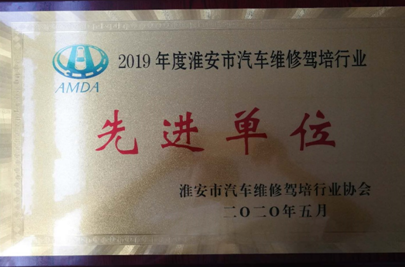 2019年度淮安市汽车维修驾培行业
AMDA
先进单位
淮安市汽车维修驾培行业协会
二〇二〇年五月